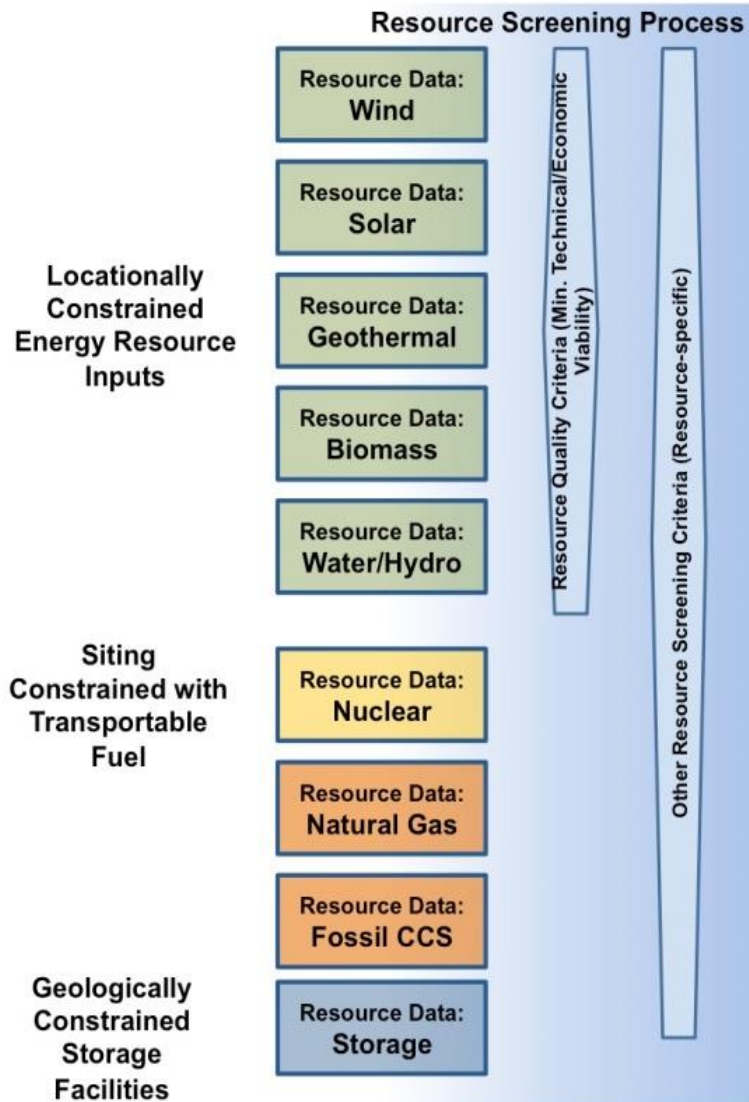 Resource Screening Process
Resource Data:
Wind
Resource Data:
Solar
Locationally
Constrained
Energy Resource
Inputs
Resource Data:
Geothermal
Resource Data:
Biomass
Resource Data:
Water/Hydro
Resource Quality Criteria (Min. Technical/Economic
Viability)
Other Resource Screening Criteria (Resource-specific)
Siting
Constrained with
Transportable
Fuel
Resource Data:
Nuclear
Resource Data:
Natural Gas
Resource Data:
Fossil CCS
Geologically
Constrained
Storage
Facilities
Resource Data:
Storage